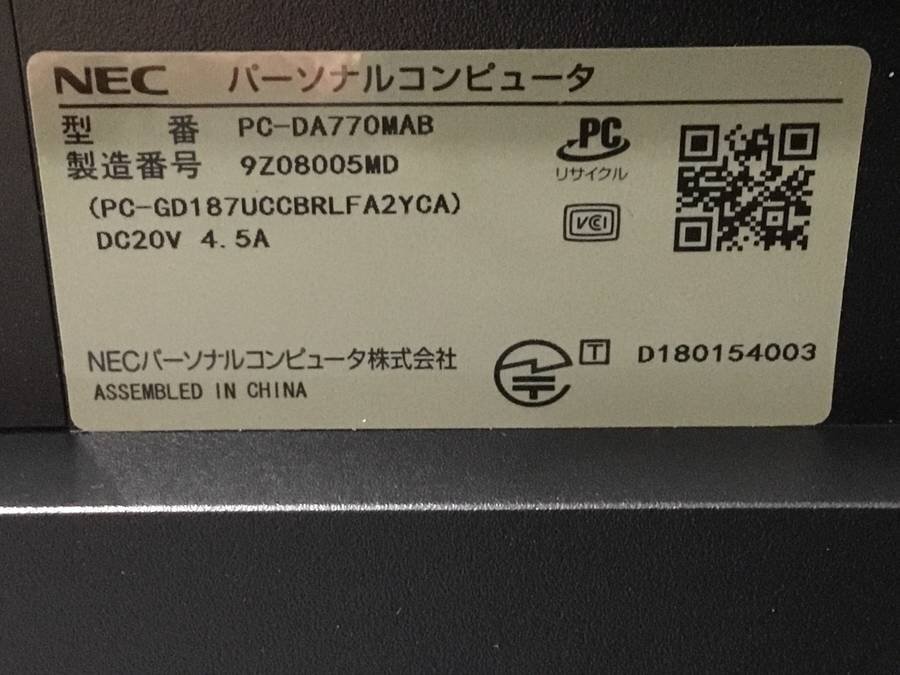 NEC パーソナルコンピュータ
型 番 PC-DA770MAB
製造番号 9Z08005MD
(PC-GD187UCCBRLFA2YCA)
DC20V 4.5A
PC
リサイクル
VCI
NECパーソナルコンピュータ株式会社
ASSEMBLED IN CHINA
T D180154003